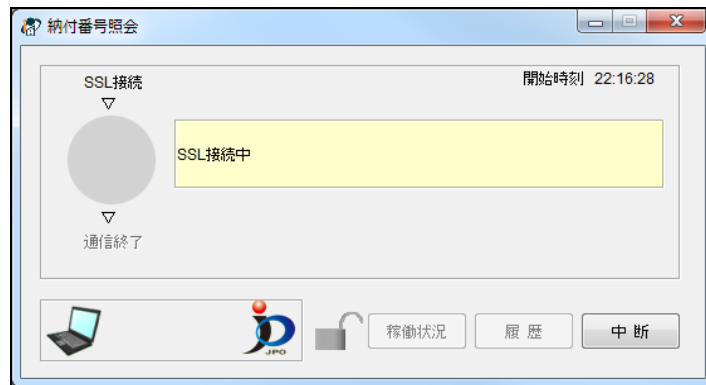 納付番号照会
SSL接続
開始時刻 22:16:28
▽
SSL接続中
▽
通信終了
JPO
稼働状況
履 歴
中 断